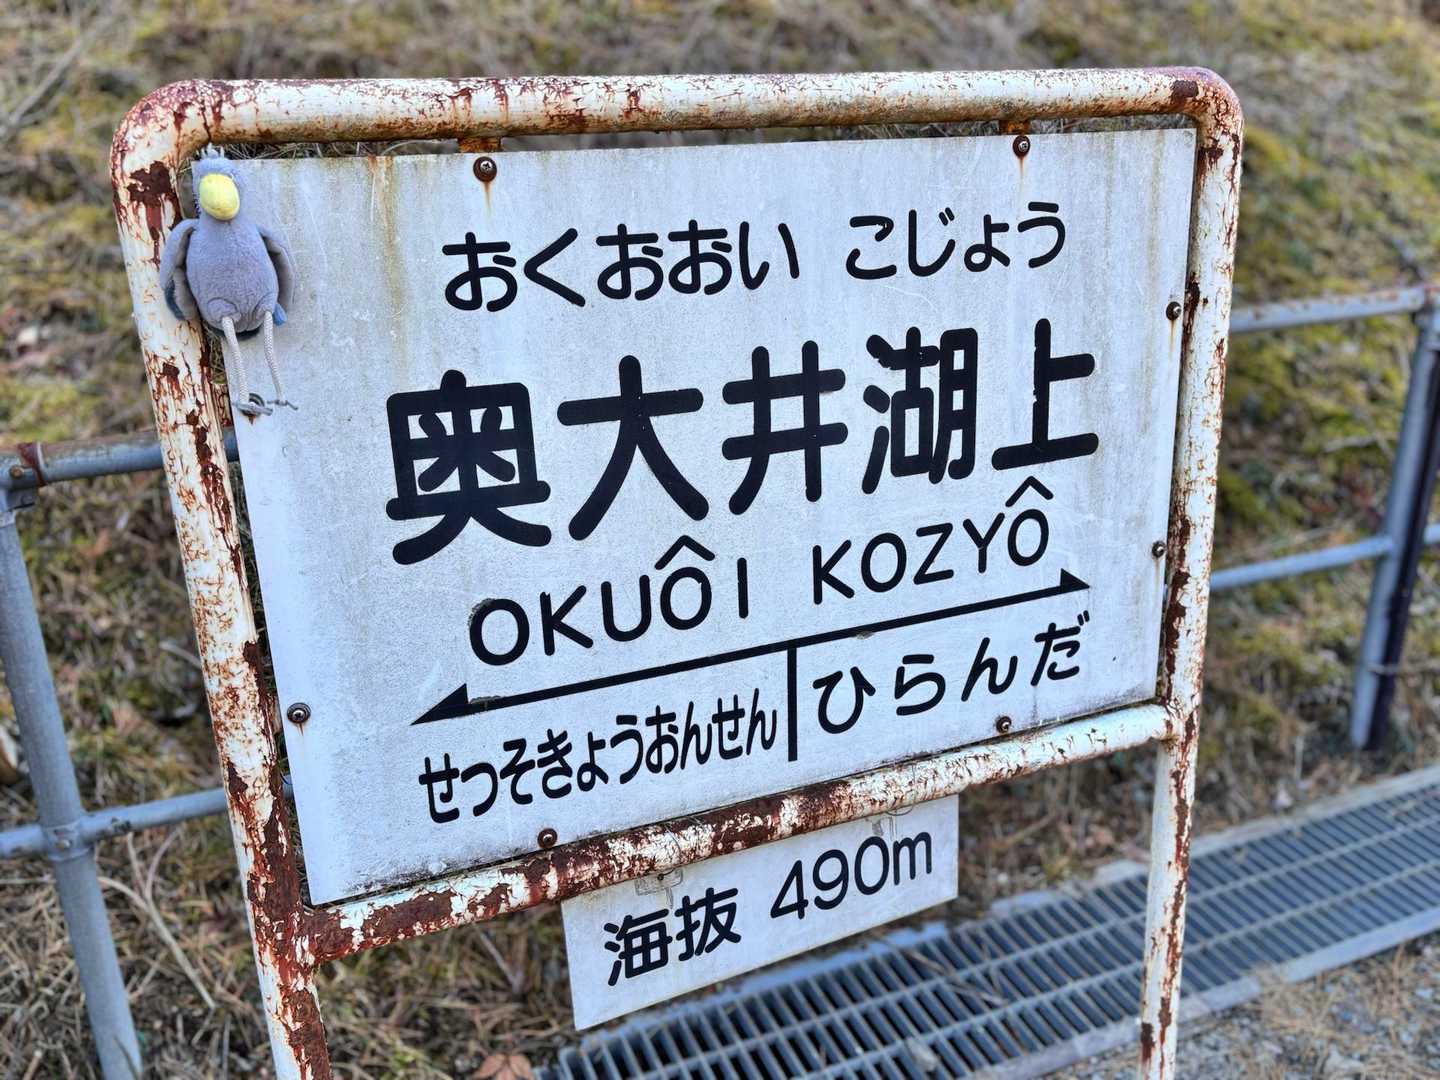 おくおおい こじょう
奥大井湖上
OKUÔI KOZYÔ
せっそきょうおんせん ひらんだ
海抜 490m